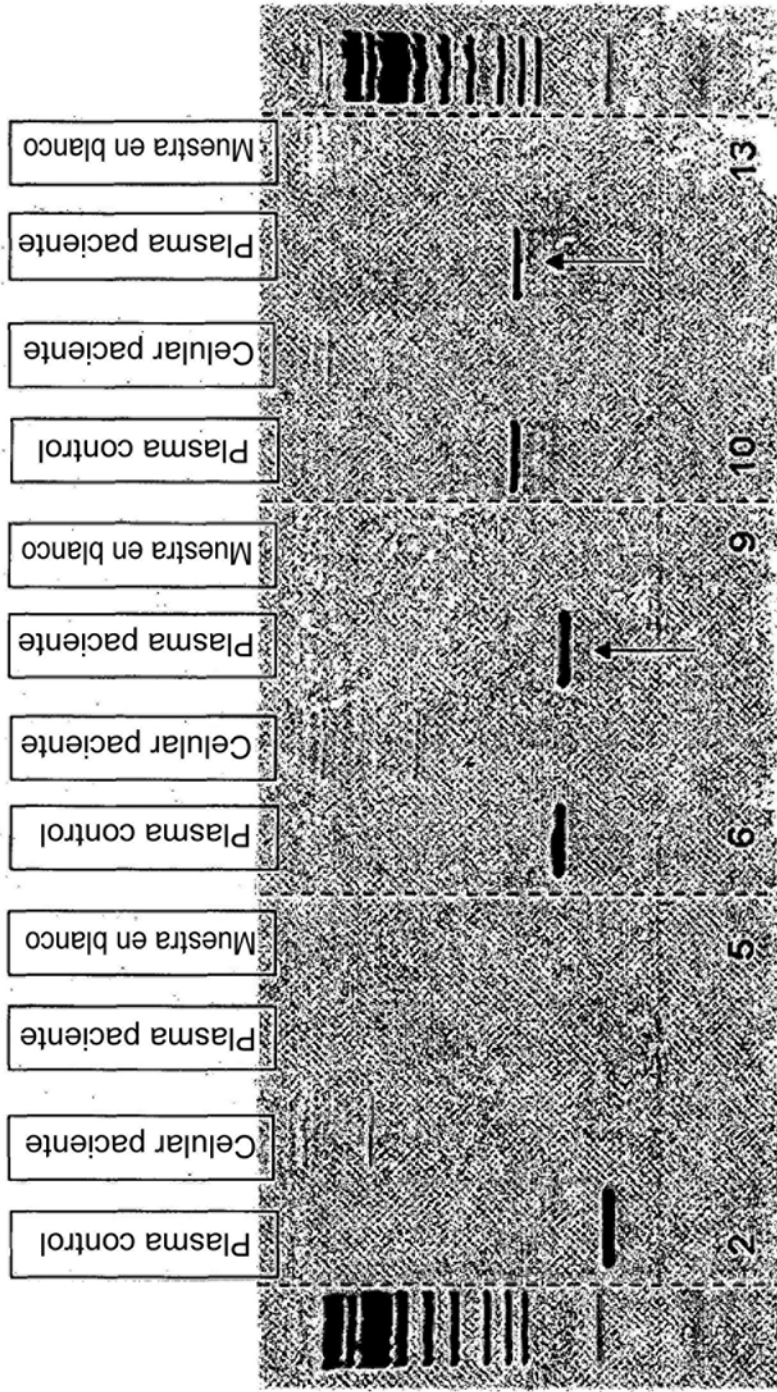 Plasma control
Celular paciente
Plasma paciente
Muestra en blanco
Plasma control
Celular paciente
Plasma paciente
Muestra en blanco
Plasma control
Celular paciente
Plasma paciente
Muestra en blanco
2
5
6
9
10
13